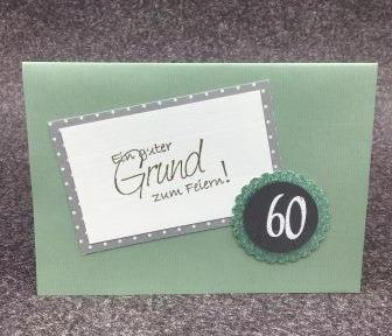 Ein guter
Grund
zum Feiern!
60